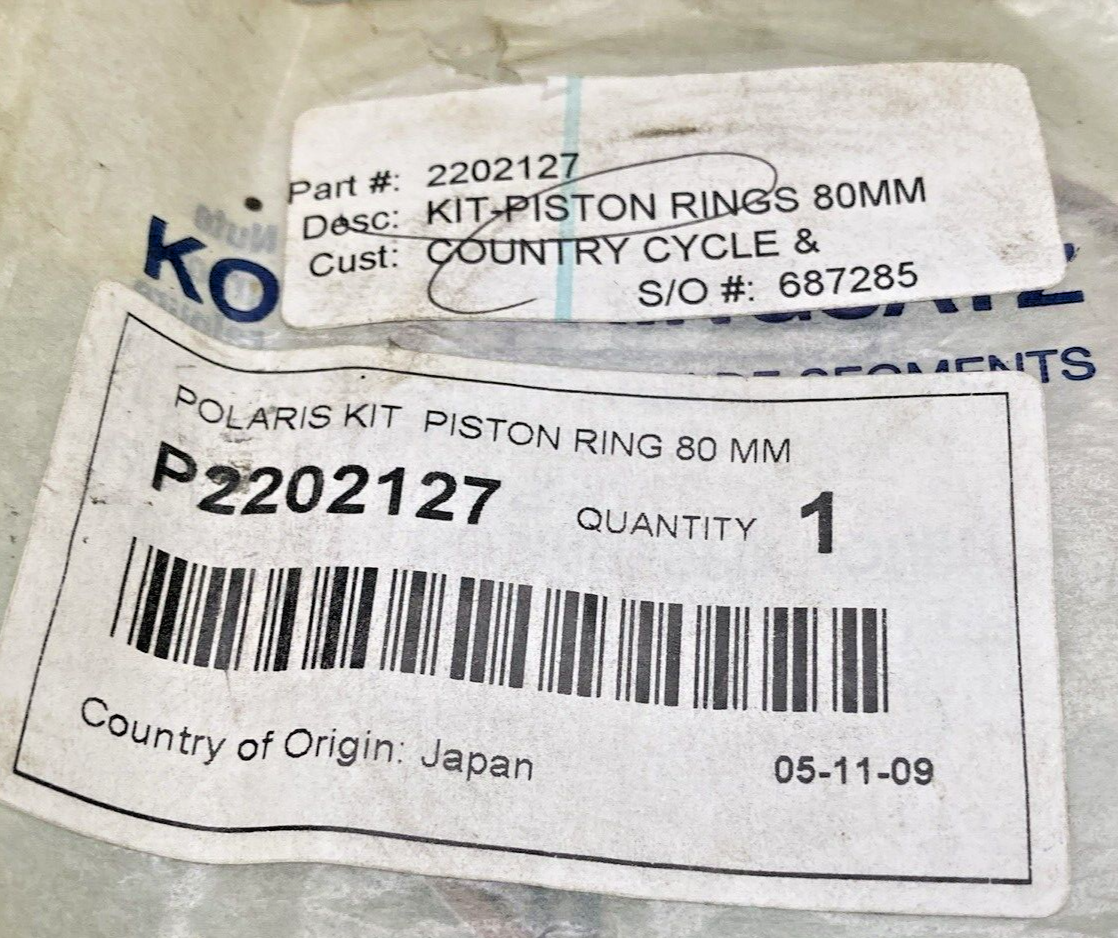 Part #: 2202127
Desc: KIT-PISTON RINGS 80MM
Cust: COUNTRY CYCLE &
S/O #: 687285
KO
SEGMENTS
POLARIS KIT PISTON RING 80 MM
P2202127 QUANTITY 1
Country of Origin: Japan 05-11-09